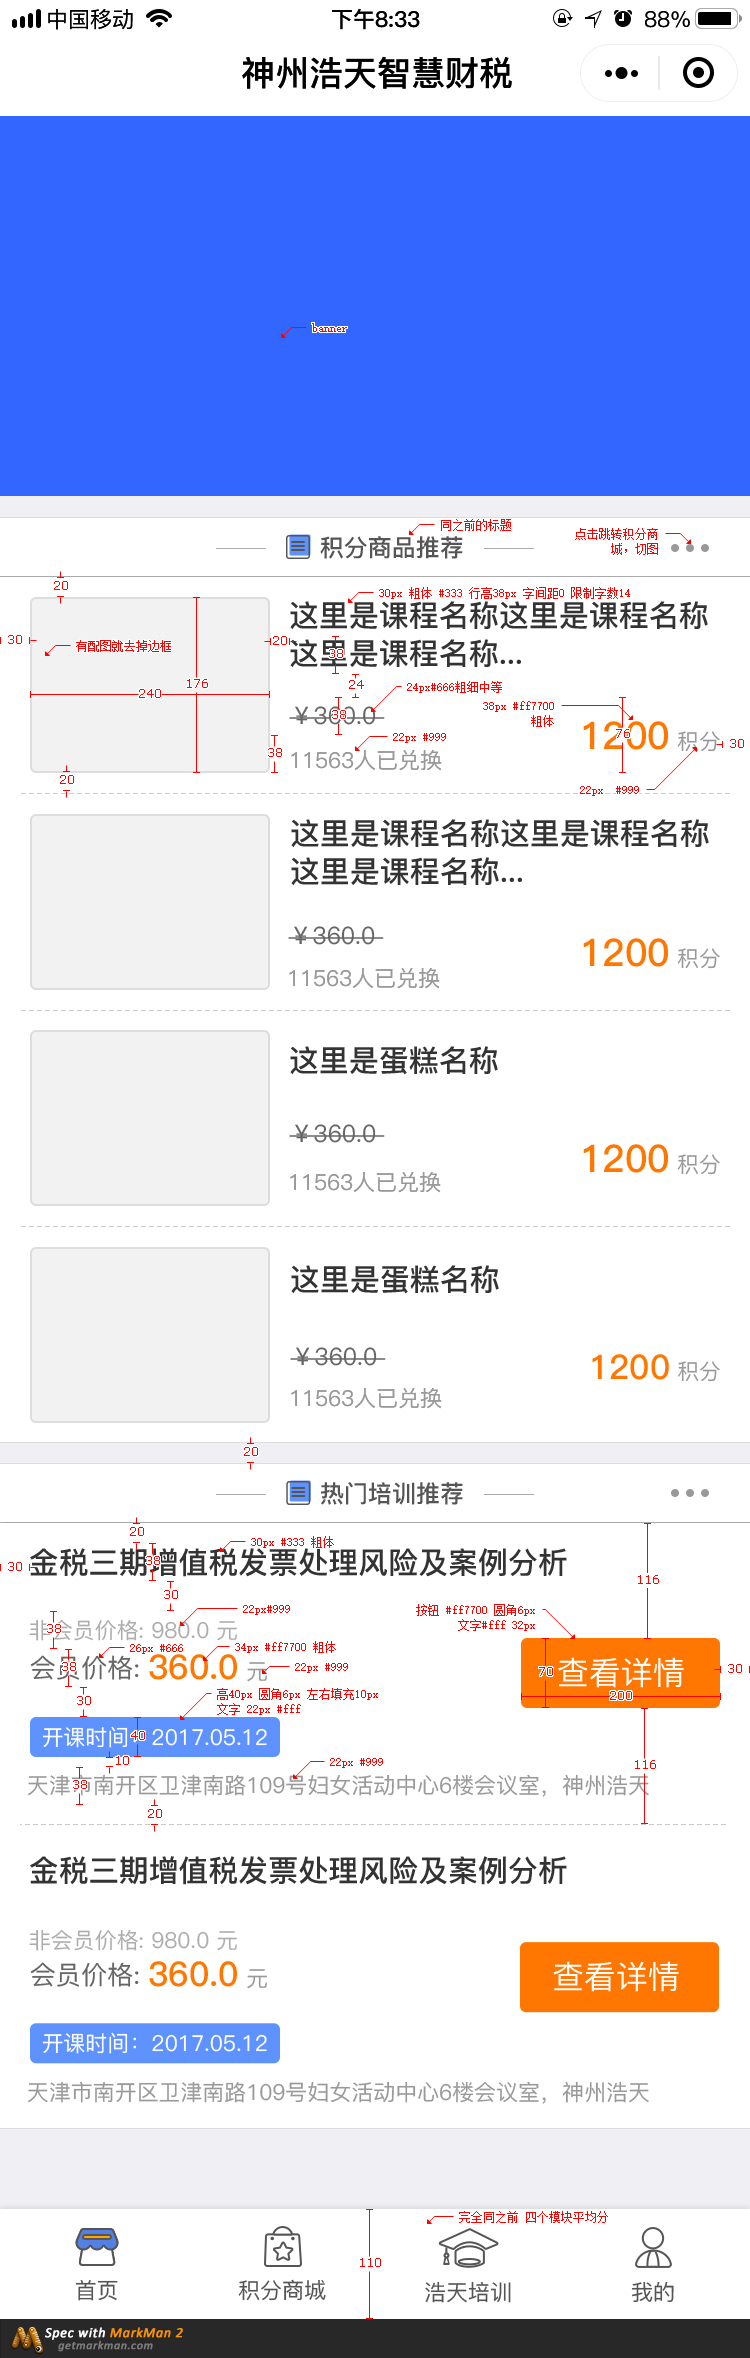 中国移动
下午8:33
88%
神州浩天智慧财税
banner
同之前的标题
积分商品推荐
点击跳转积分商
城，切图
20
30px 粗体 #333 行高38px 字间距0 限制字数14
这里是课程名称这里是课程名称
这里是课程名称...
30
有配图就去掉边框
20
38
176
240
24
24px#666粗细中等
38px #ff7700
粗体
￥360.0
38
22px #999
1200 积分
76
30
38
11563人已兑换
20
22px #999
这里是课程名称这里是课程名称
这里是课程名称...
￥360.0
1200 积分
11563人已兑换
这里是蛋糕名称
￥360.0
1200 积分
11563人已兑换
这里是蛋糕名称
￥360.0
1200 积分
11563人已兑换
20
热门培训推荐
20
30px #333 粗体
金税三期增值税发票处理风险及案例分析
30
38
30
116
22px#999
按钮 #ff7700 圆角6px
文字#fff 32px
非会员价格: 980.0 元
38
26px #666
34px #ff7700 粗体
会员价格: 360.0 元
38
22px #999
查看详情
70
200
30
30
高40px 圆角6px 左右填充10px
文字 22px #fff
开课时间：2017.05.12
40
10
22px #999
116
天津市南开区卫津南路109号妇女活动中心6楼会议室，神州浩天
38
20
金税三期增值税发票处理风险及案例分析
非会员价格: 980.0 元
会员价格: 360.0 元
查看详情
开课时间：2017.05.12
天津市南开区卫津南路109号妇女活动中心6楼会议室，神州浩天
完全同之前 四个模块平均分
110
首页
积分商城
浩天培训
我的
Spec with MarkMan 2
getmarkman.com